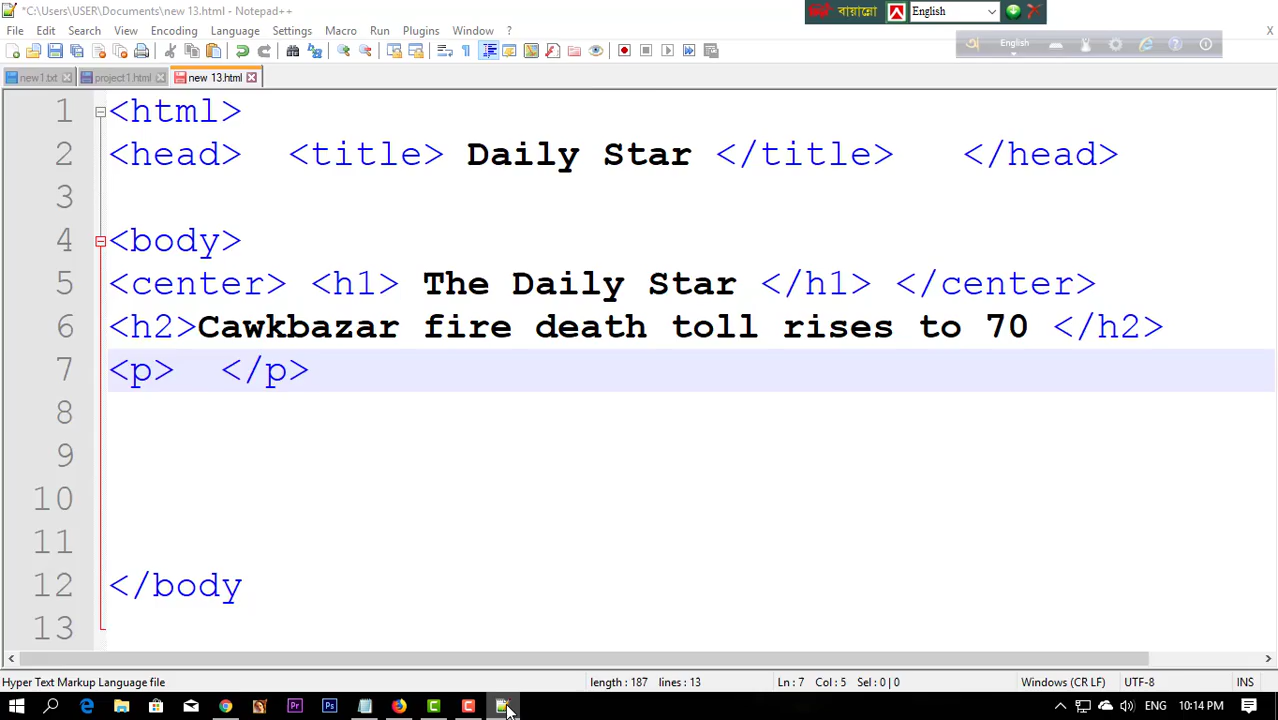 *C:\Users\USER\Documents\new 13.html - Notepad++
বায়ান্নো English
File Edit Search View Encoding Language Settings Macro Run Plugins Window ? X
English
new1.txt project1.html new 13.html
1 <html>
2 <head> <title> Daily Star </title> </head>
3
4 <body>
5 <center> <h1> The Daily Star </h1> </center>
6 <h2>Cawkbazar fire death toll rises to 70 </h2>
7 <p> </p>
8
9
10
11
12 </body
13
Hyper Text Markup Language file length : 187 lines : 13 Ln : 7 Col : 5 Sel : 0 | 0 Windows (CR LF) UTF-8 INS
ENG 10:14 PM